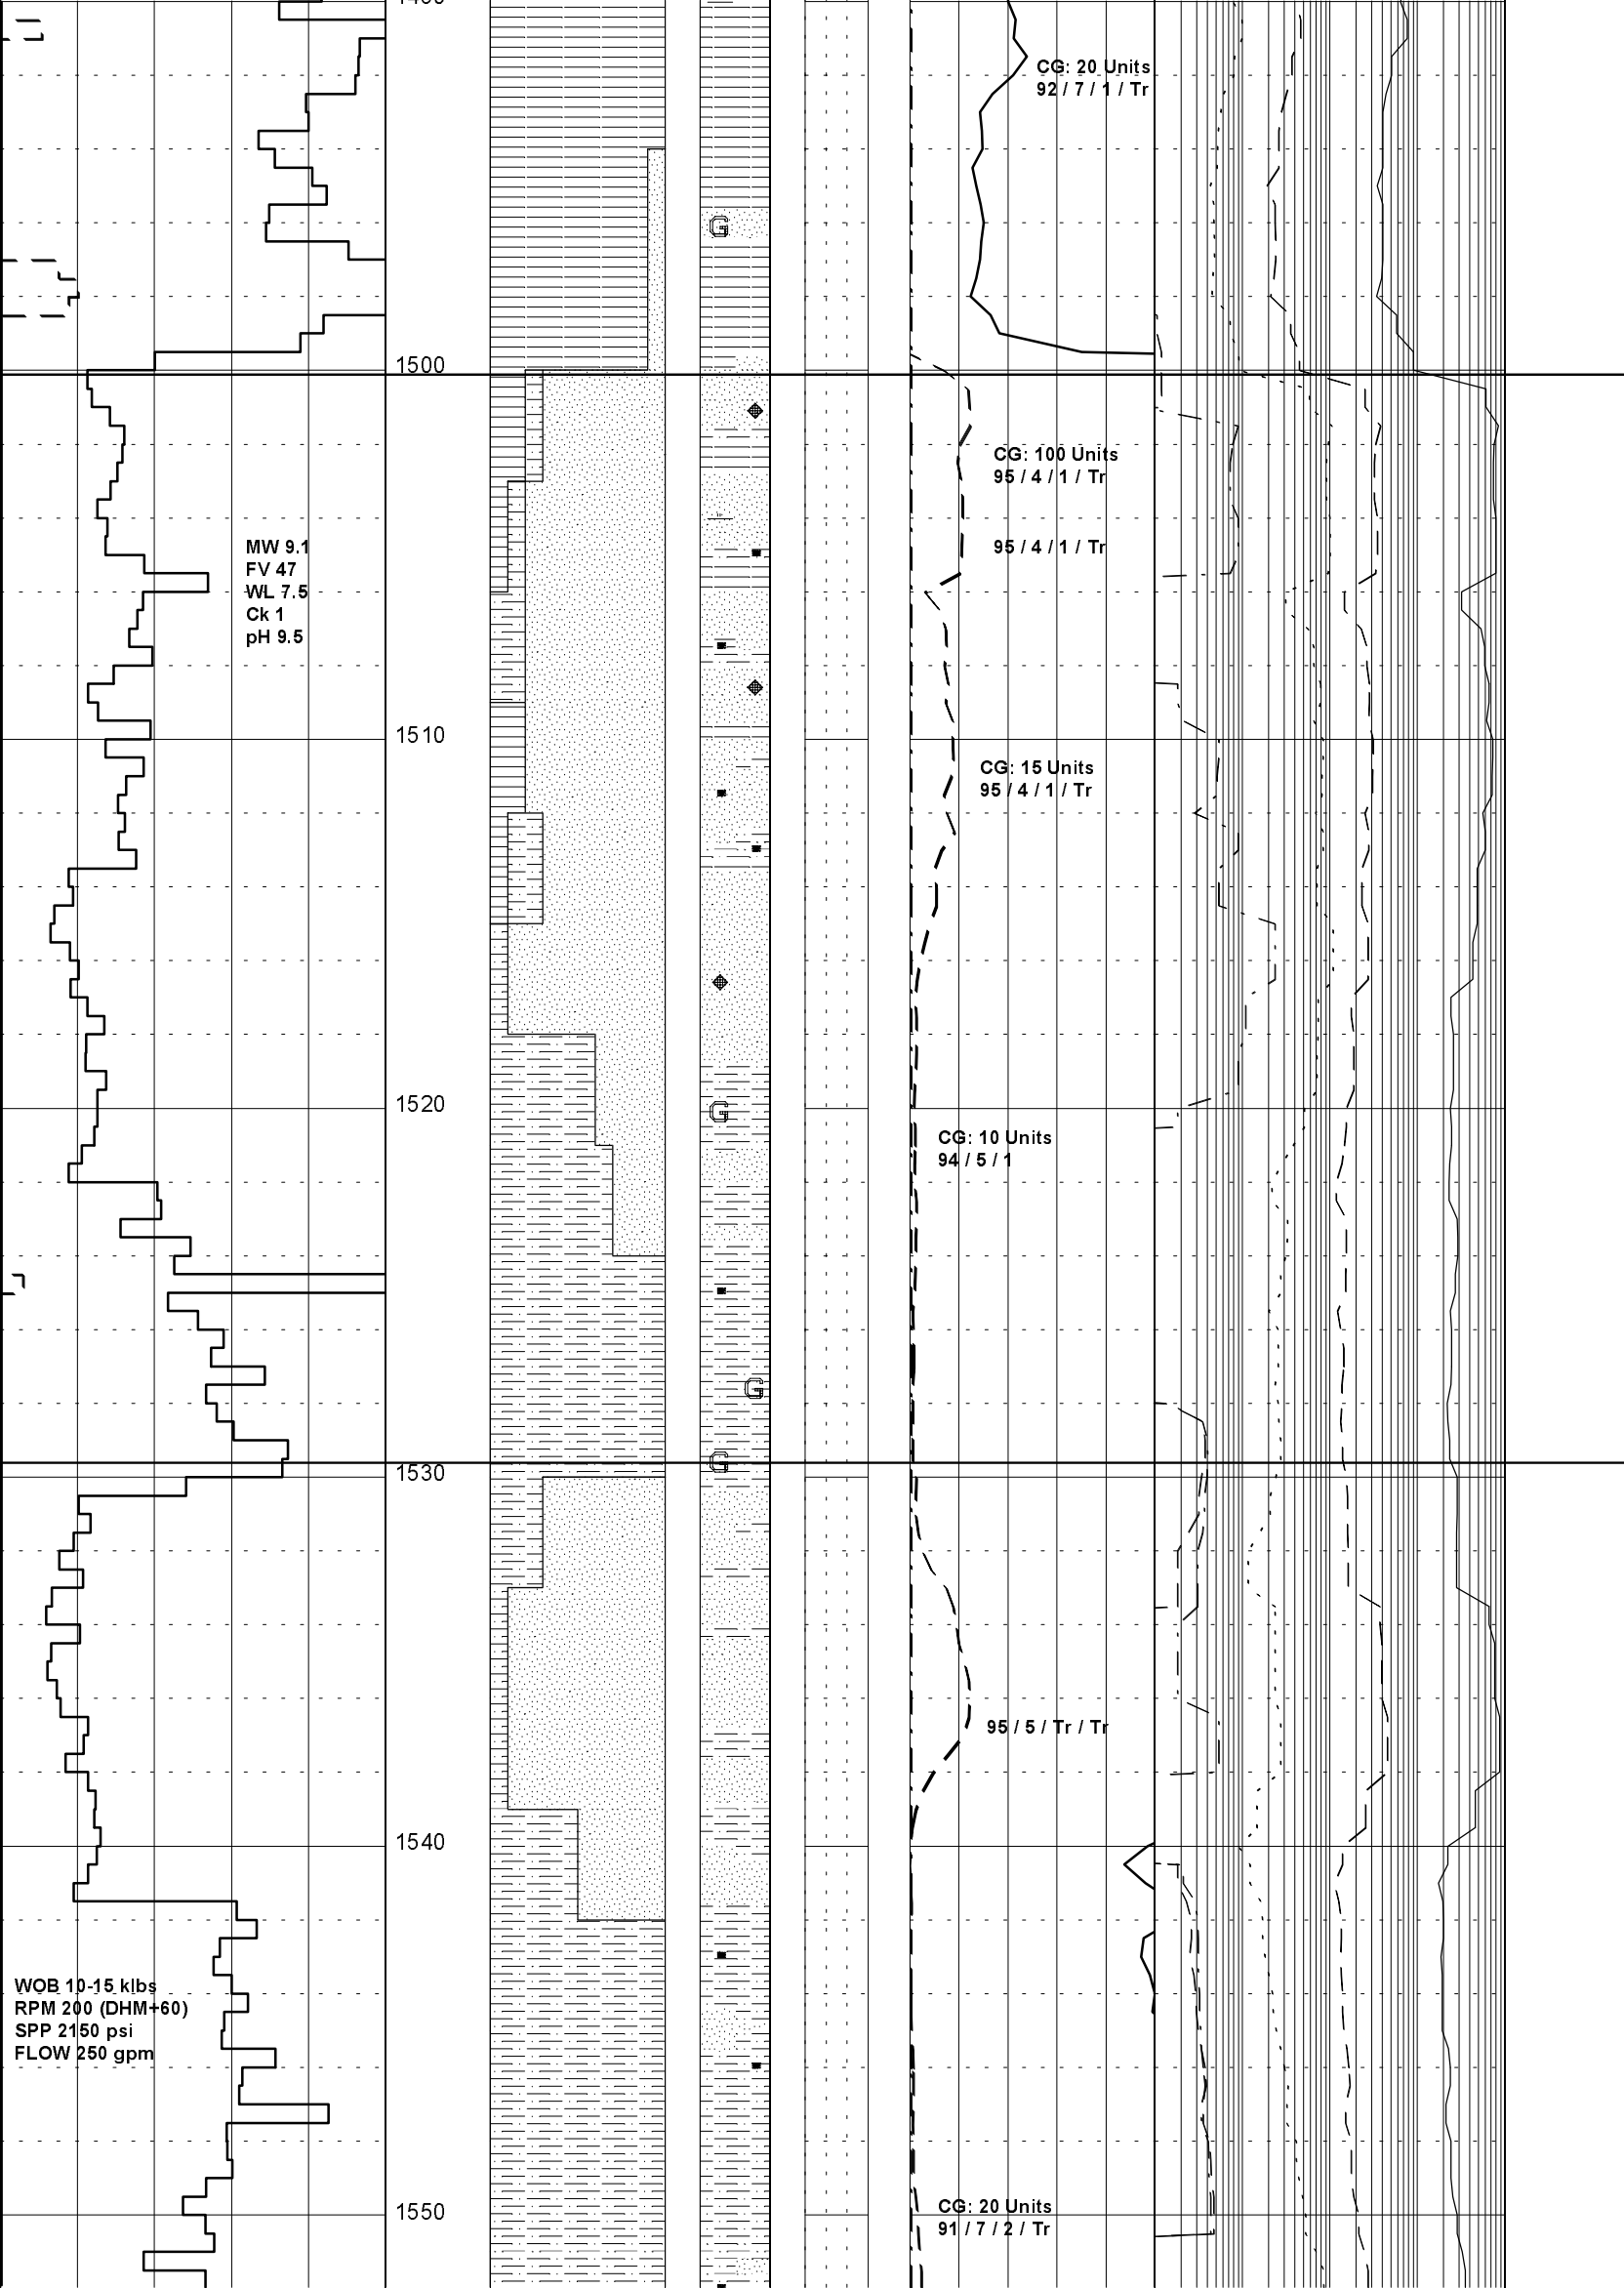 CG: 20 Units
92 / 7 / 1 / Tr
G
1500
CG: 100 Units
95 / 4 / 1 / Tr
MW 9.1
FV 47
WL 7.5
Ck 1
pH 9.5
95 / 4 / 1 / Tr
1510
CG: 15 Units
95 / 4 / 1 / Tr
1520
G
CG: 10 Units
94 / 5 / 1
G
G
1530
95 / 5 / Tr / Tr
1540
WOB 10-15 klbs
RPM 200 (DHM+60)
SPP 2150 psi
FLOW 250 gpm
1550
CG: 20 Units
91 / 7 / 2 / Tr